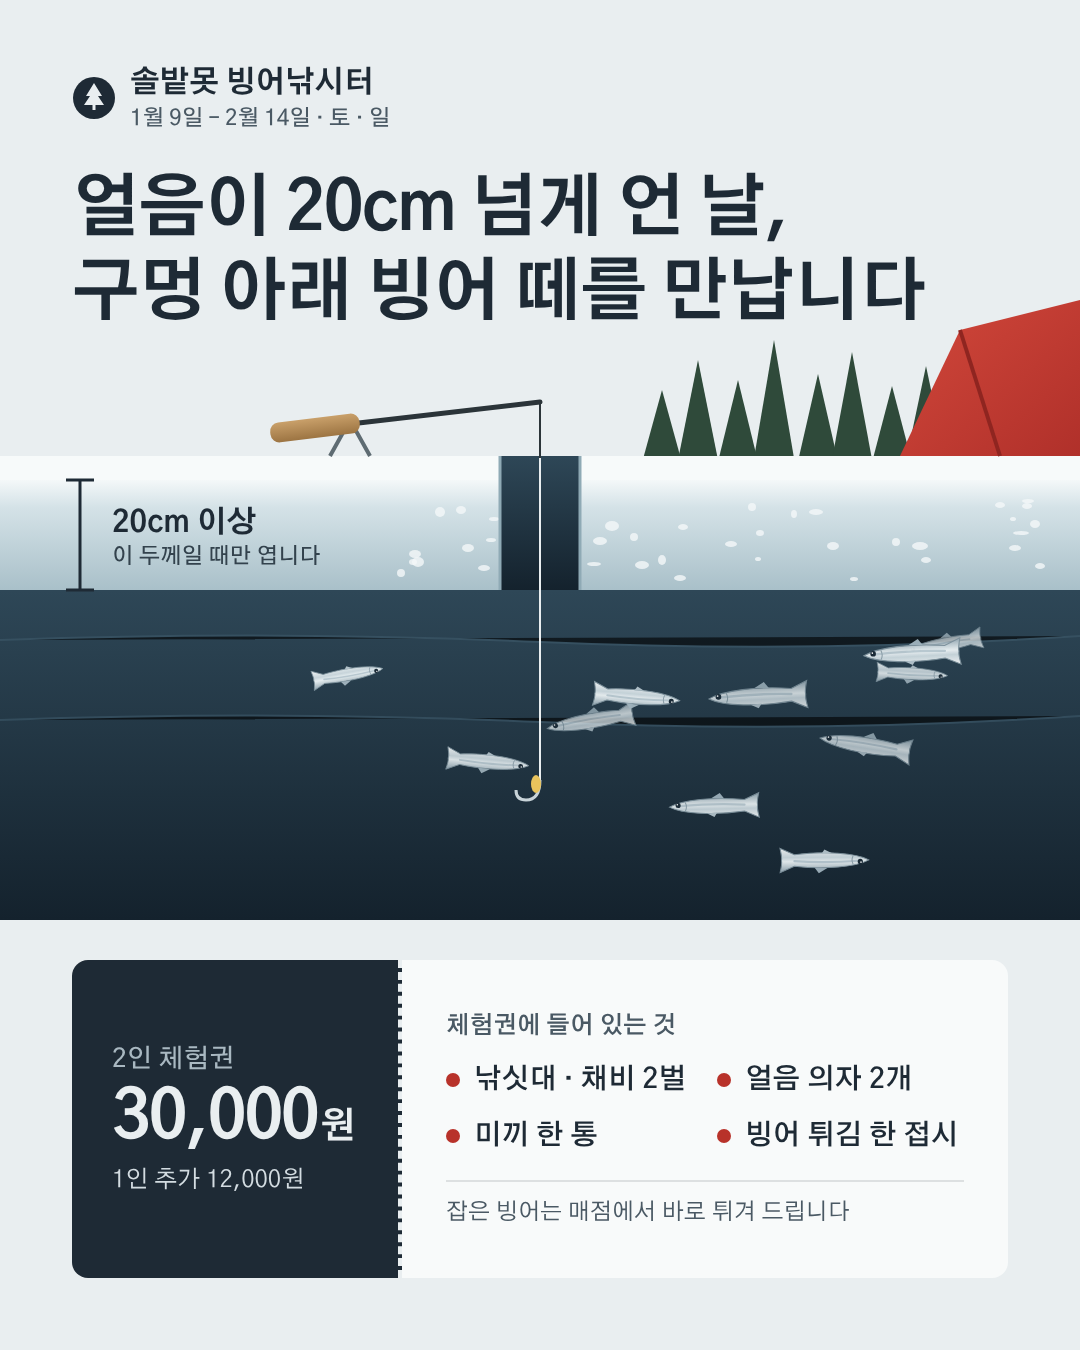 솔밭못 빙어낚시터
1월 9일 – 2월 14일 · 토 · 일
얼음이 20cm 넘게 언 날,
구멍 아래 빙어 떼를 만납니다
20cm 이상
이 두께일 때만 엽니다
2인 체험권
30,000원
1인 추가 12,000원
체험권에 들어 있는 것
낚싯대 · 채비 2벌
얼음 의자 2개
미끼 한 통
빙어 튀김 한 접시
잡은 빙어는 매점에서 바로 튀겨 드립니다